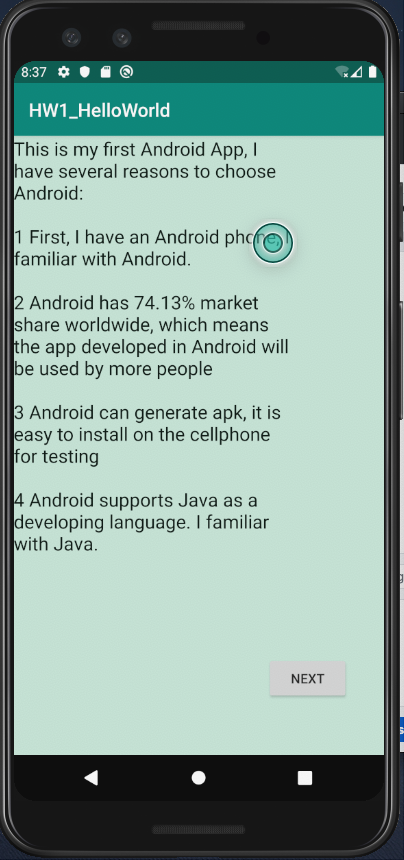 8:37
HW1_HelloWorld
This is my first Android App, I
have several reasons to choose
Android:
1 First, I have an Android phone, I
familiar with Android.
2 Android has 74.13% market
share worldwide, which means
the app developed in Android will
be used by more people
3 Android can generate apk, it is
easy to install on the cellphone
for testing
4 Android supports Java as a
developing language. I familiar
with Java.
NEXT